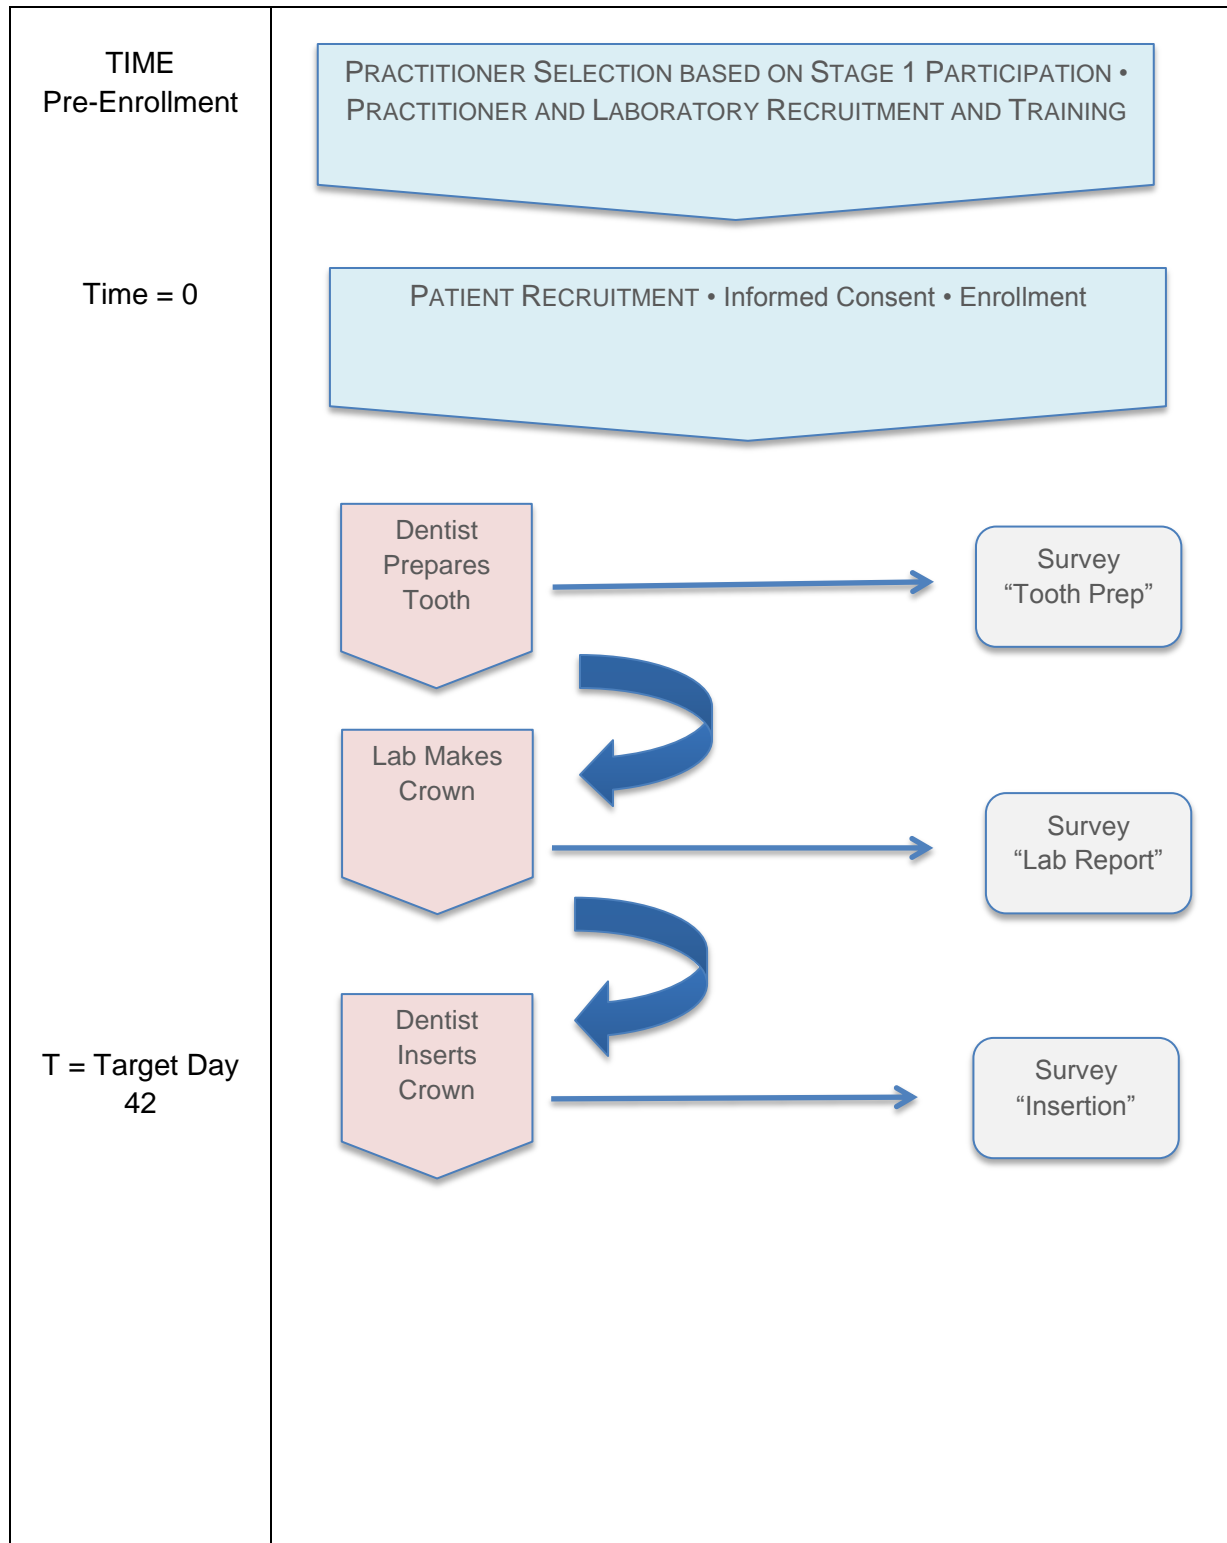 TIME
Pre-Enrollment
PRACTITIONER SELECTION BASED ON STAGE 1 PARTICIPATION •
PRACTITIONER AND LABORATORY RECRUITMENT AND TRAINING
Time = 0
PATIENT RECRUITMENT • Informed Consent • Enrollment
Dentist
Prepares
Tooth
Survey
“Tooth Prep”
Lab Makes
Crown
Survey
“Lab Report”
T = Target Day
42
Dentist
Inserts
Crown
Survey
“Insertion”